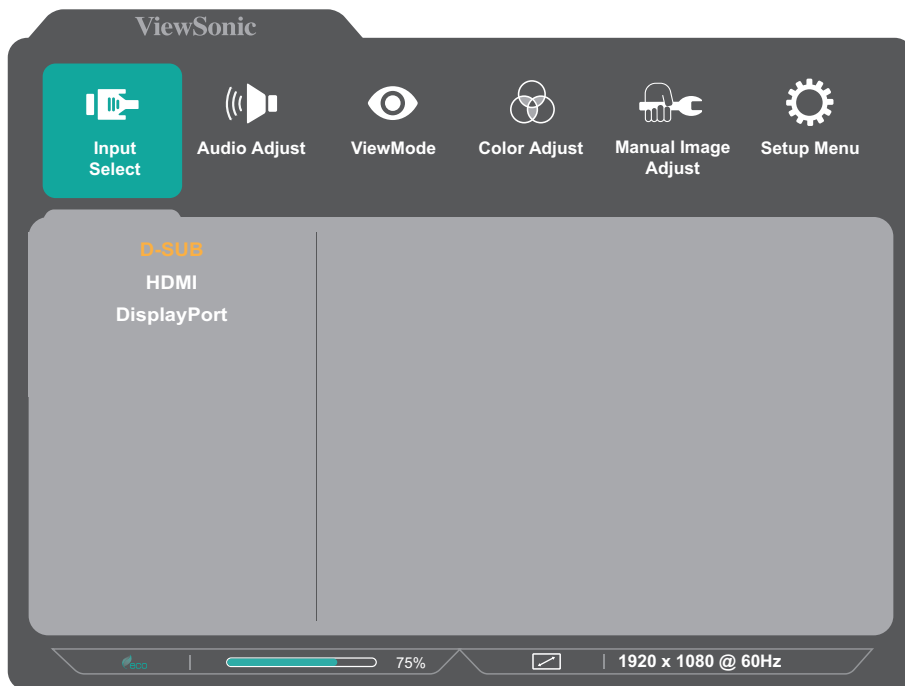 ViewSonic
Input
Select
Audio Adjust
ViewMode
Color Adjust
Manual Image
Adjust
Setup Menu
D-SUB
HDMI
DisplayPort
eco
75%
1920 x 1080 @ 60Hz